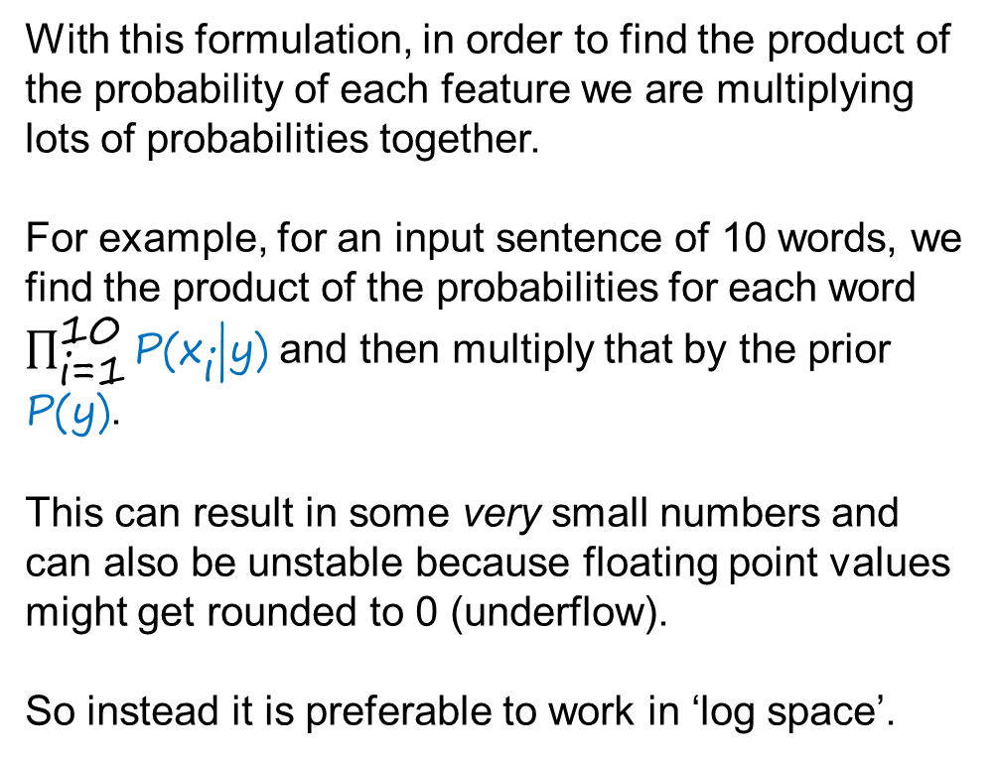 With this formulation, in order to find the product of
the probability of each feature we are multiplying
lots of probabilities together.
For example, for an input sentence of 10 words, we
find the product of the probabilities for each word
∏_{i=1}^{10} P(x_i|y) and then multiply that by the prior
P(y).
This can result in some very small numbers and
can also be unstable because floating point values
might get rounded to 0 (underflow).
So instead it is preferable to work in ‘log space’.